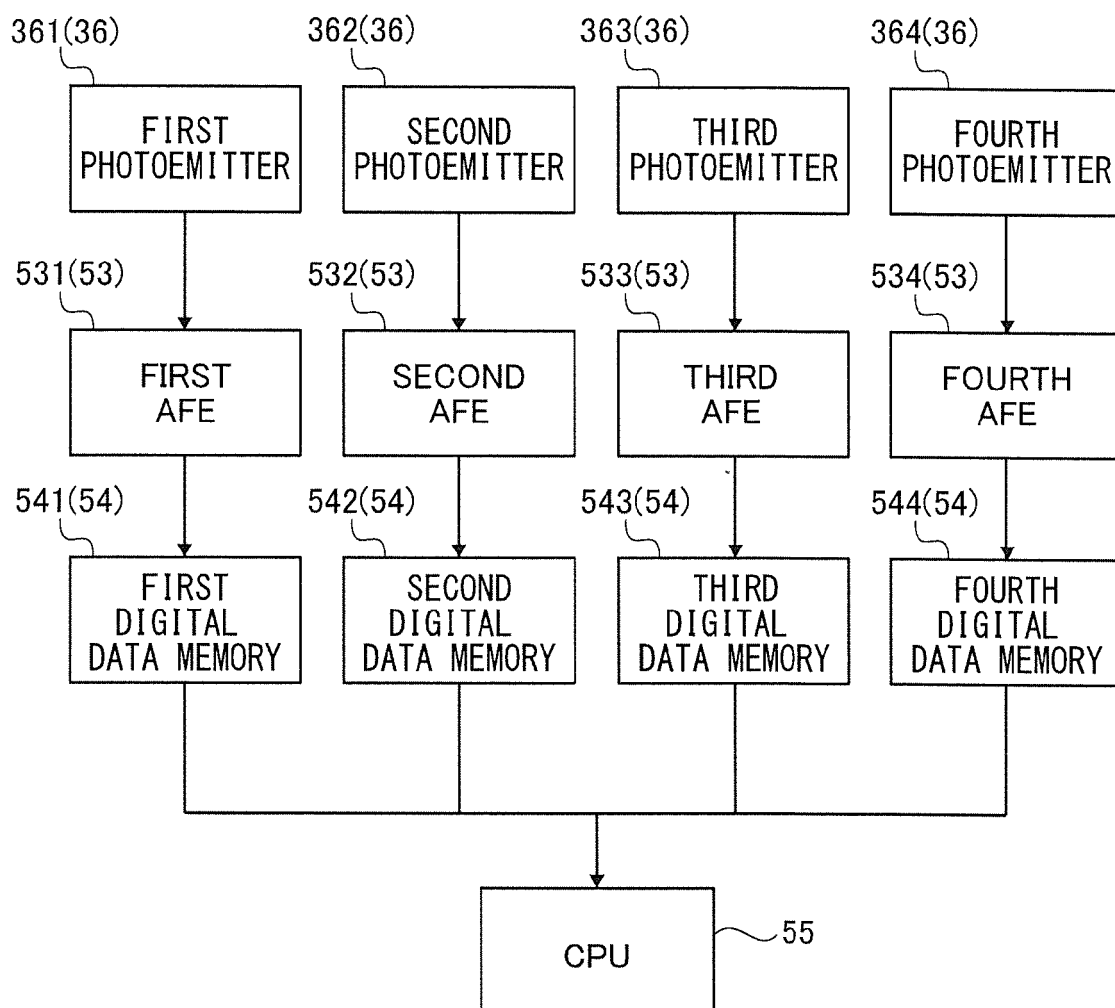 361(36)
362(36)
363(36)
364(36)
FIRST
PHOTOEMITTER
SECOND
PHOTOEMITTER
THIRD
PHOTOEMITTER
FOURTH
PHOTOEMITTER
531(53)
532(53)
533(53)
534(53)
FIRST
AFE
SECOND
AFE
THIRD
AFE
FOURTH
AFE
541(54)
542(54)
543(54)
544(54)
FIRST
DIGITAL
DATA MEMORY
SECOND
DIGITAL
DATA MEMORY
THIRD
DIGITAL
DATA MEMORY
FOURTH
DIGITAL
DATA MEMORY
CPU
55